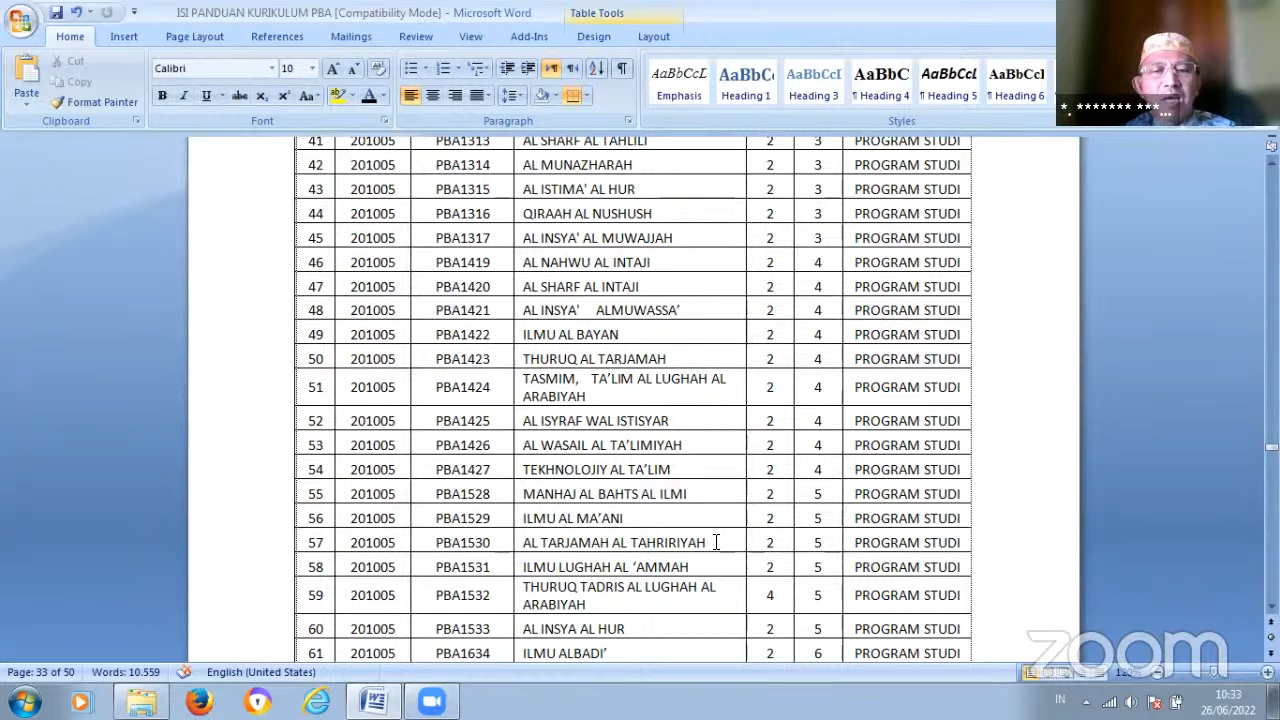 ISI PANDUAN KURIKULUM PBA [Compatibility Mode] - Microsoft Word
Table Tools
Home Insert Page Layout References Mailings Review View Add-Ins Design Layout
Paste
Cut
Copy
Format Painter
Clipboard
Calibri 10
Font
Paragraph
AaBbCcL AaBbCc AaBbCcI AaBbC AaBbCcL AaBbCcI
Emphasis Heading 1 Heading 3 ¶ Heading 4 ¶ Heading 5 ¶ Heading 6
Styles
*. ******* ***...
41 201005 PBA1313 AL SHARF AL TAHLILI 2 3 PROGRAM STUDI
42 201005 PBA1314 AL MUNAZHARAH 2 3 PROGRAM STUDI
43 201005 PBA1315 AL ISTIMA' AL HUR 2 3 PROGRAM STUDI
44 201005 PBA1316 QIRAAH AL NUSHUSH 2 3 PROGRAM STUDI
45 201005 PBA1317 AL INSYA' AL MUWAJJAH 2 3 PROGRAM STUDI
46 201005 PBA1419 AL NAHWU AL INTAJI 2 4 PROGRAM STUDI
47 201005 PBA1420 AL SHARF AL INTAJI 2 4 PROGRAM STUDI
48 201005 PBA1421 AL INSYA' ALMUWASSA’ 2 4 PROGRAM STUDI
49 201005 PBA1422 ILMU AL BAYAN 2 4 PROGRAM STUDI
50 201005 PBA1423 THURUQ AL TARJAMAH 2 4 PROGRAM STUDI
51 201005 PBA1424 TASMIM, TA’LIM AL LUGHAH AL
ARABIYAH 2 4 PROGRAM STUDI
52 201005 PBA1425 AL ISYRAF WAL ISTISYAR 2 4 PROGRAM STUDI
53 201005 PBA1426 AL WASAIL AL TA’LIMIYAH 2 4 PROGRAM STUDI
54 201005 PBA1427 TEKHNOLOJIY AL TA’LIM 2 4 PROGRAM STUDI
55 201005 PBA1528 MANHAJ AL BAHTS AL ILMI 2 5 PROGRAM STUDI
56 201005 PBA1529 ILMU AL MA’ANI 2 5 PROGRAM STUDI
57 201005 PBA1530 AL TARJAMAH AL TAHRIRIYAH 2 5 PROGRAM STUDI
58 201005 PBA1531 ILMU LUGHAH AL ‘AMMAH 2 5 PROGRAM STUDI
59 201005 PBA1532 THURUQ TADRIS AL LUGHAH AL
ARABIYAH 4 5 PROGRAM STUDI
60 201005 PBA1533 AL INSYA AL HUR 2 5 PROGRAM STUDI
61 201005 PBA1634 ILMU ALBADI’ 2 6 PROGRAM STUDI
zoom
Page: 33 of 50 Words: 10.559 English (United States)
IN 10:33
26/06/2022